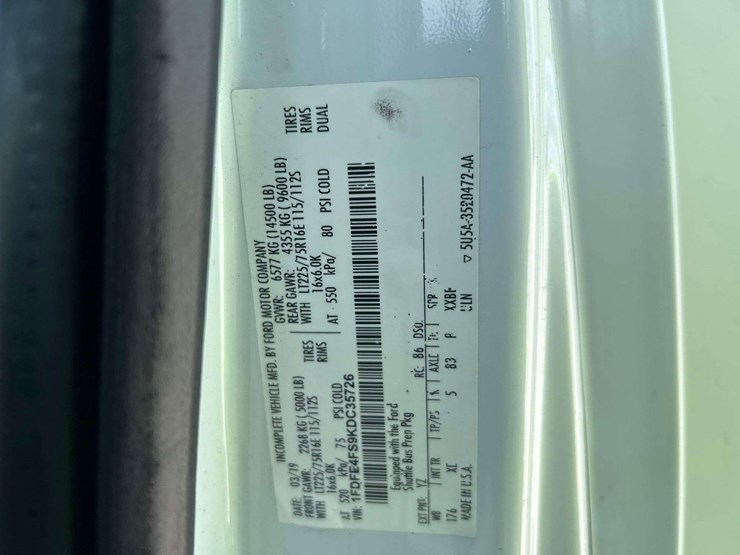 INCOMPLETE VEHICLE MFD. BY FORD MOTOR COMPANY
DATE: 03/19 GVWR: 6577 KG (14500 LB)
FRONT GAWR: 2268 KG (5000 LB) REAR GAWR: 4355 KG (9600 LB)
WITH LT225/75R16E 115/112S TIRES WITH LT225/75R16E 115/112S TIRES
16x6.0K RIMS 16x6.0K RIMS
AT 520 kPa/ 75 PSI COLD AT 550 kPa/ 80 PSI COLD DUAL
VIN: 1FDFE4FS9KDC35726
Equipped with the Ford
Shuttle Bus Prep Pkg
EXT PNT: YZ RC: 86 DSO:
WB INT TR TP/PS AXLE TR SPR
176 XE 5 83 P XXBF
MADE IN U.S.A. ULN
▽ 5U5A-3520472-AA